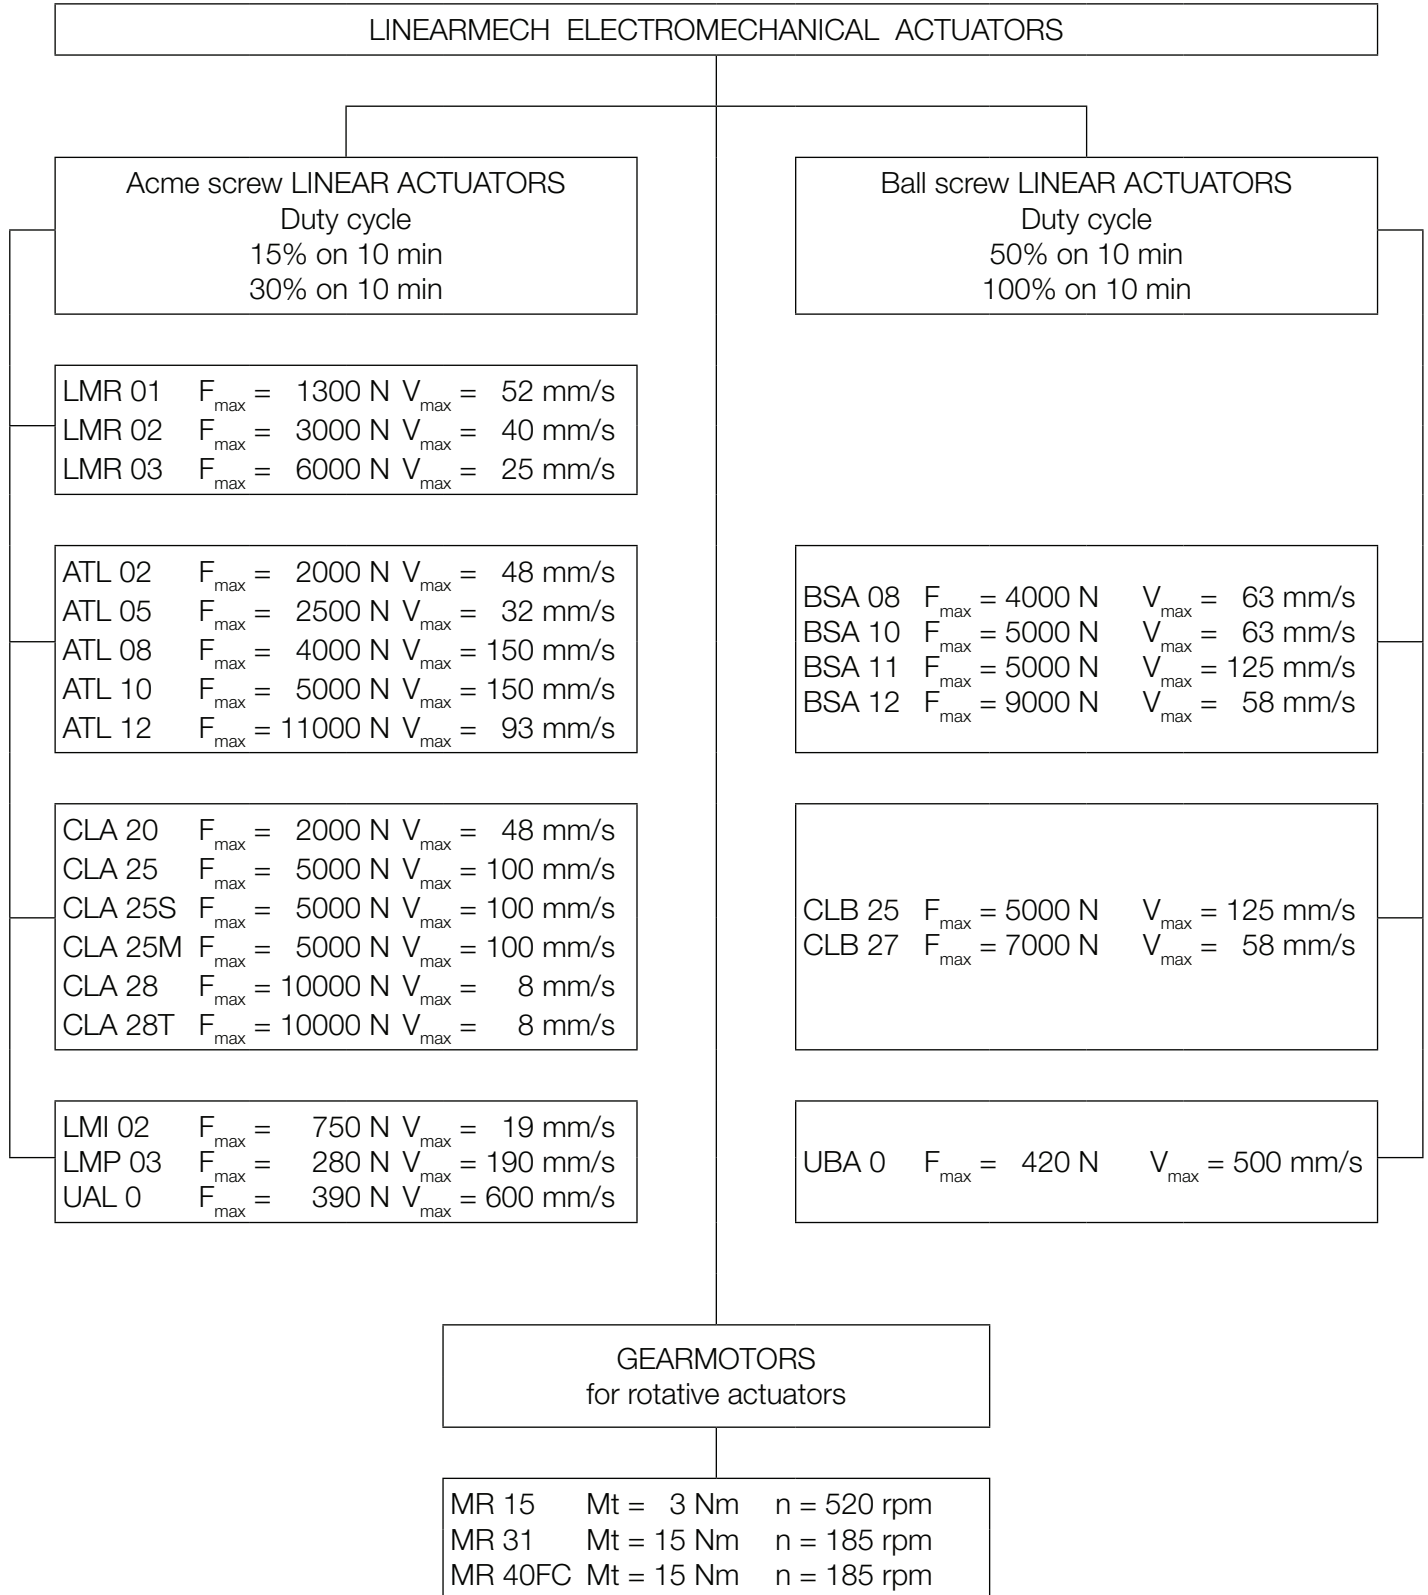 LINEARMECH ELECTROMECHANICAL ACTUATORS
Acme screw LINEAR ACTUATORS
Duty cycle
15% on 10 min
30% on 10 min
LMR 01 Fmax = 1300 N Vmax = 52 mm/s
LMR 02 Fmax = 3000 N Vmax = 40 mm/s
LMR 03 Fmax = 6000 N Vmax = 25 mm/s
ATL 02 Fmax = 2000 N Vmax = 48 mm/s
ATL 05 Fmax = 2500 N Vmax = 32 mm/s
ATL 08 Fmax = 4000 N Vmax = 150 mm/s
ATL 10 Fmax = 5000 N Vmax = 150 mm/s
ATL 12 Fmax = 11000 N Vmax = 93 mm/s
CLA 20 Fmax = 2000 N Vmax = 48 mm/s
CLA 25 Fmax = 5000 N Vmax = 100 mm/s
CLA 25S Fmax = 5000 N Vmax = 100 mm/s
CLA 25M Fmax = 5000 N Vmax = 100 mm/s
CLA 28 Fmax = 10000 N Vmax = 8 mm/s
CLA 28T Fmax = 10000 N Vmax = 8 mm/s
LMI 02 Fmax = 750 N Vmax = 19 mm/s
LMP 03 Fmax = 280 N Vmax = 190 mm/s
UAL 0 Fmax = 390 N Vmax = 600 mm/s
Ball screw LINEAR ACTUATORS
Duty cycle
50% on 10 min
100% on 10 min
BSA 08 Fmax = 4000 N Vmax = 63 mm/s
BSA 10 Fmax = 5000 N Vmax = 63 mm/s
BSA 11 Fmax = 5000 N Vmax = 125 mm/s
BSA 12 Fmax = 9000 N Vmax = 58 mm/s
CLB 25 Fmax = 5000 N Vmax = 125 mm/s
CLB 27 Fmax = 7000 N Vmax = 58 mm/s
UBA 0 Fmax = 420 N Vmax = 500 mm/s
GEARMOTORS
for rotative actuators
MR 15 Mt = 3 Nm n = 520 rpm
MR 31 Mt = 15 Nm n = 185 rpm
MR 40FC Mt = 15 Nm n = 185 rpm